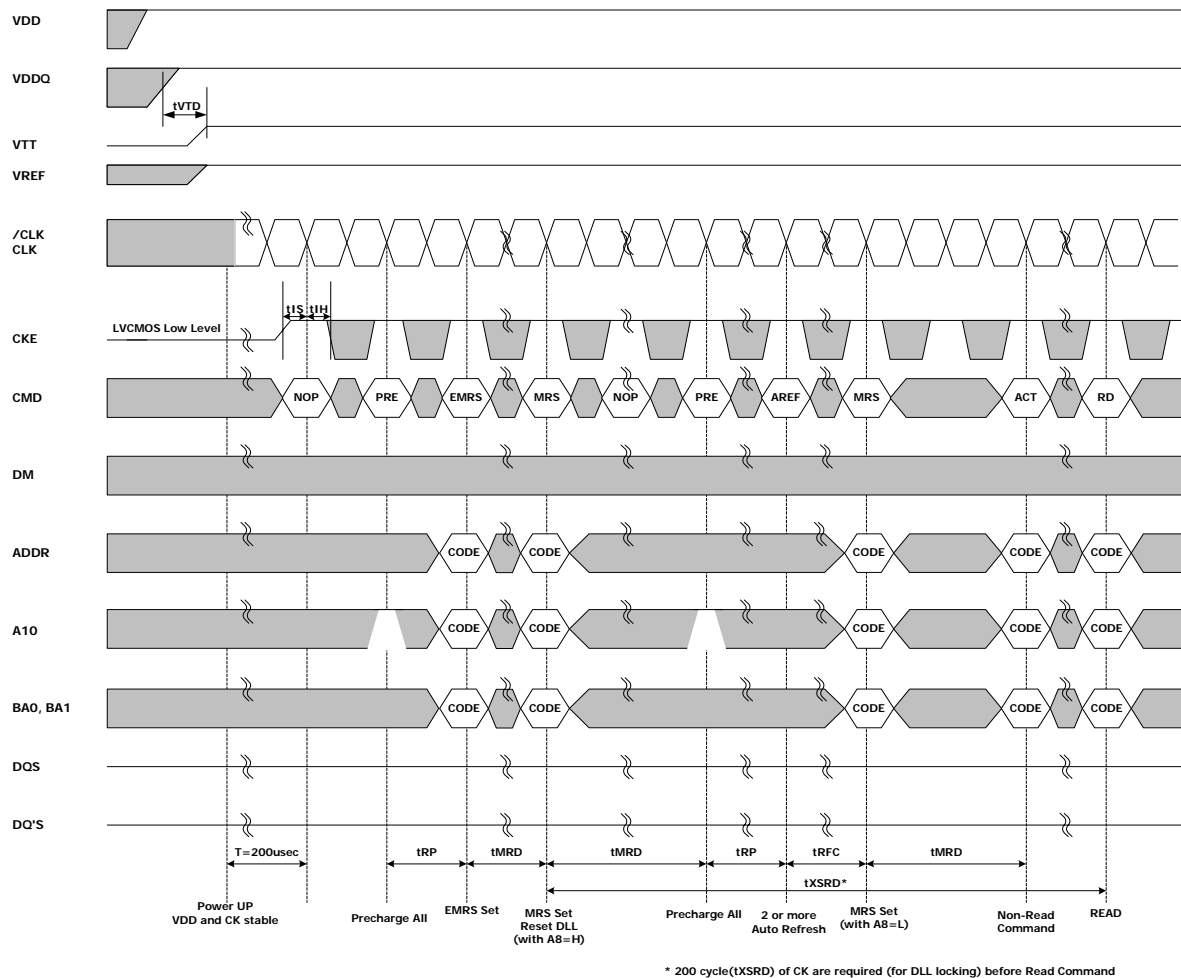 VDD
VDDQ
tVTD
VTT
VREF
/CLK
CLK
tIS tIH
CKE
LVCMOS Low Level
CMD NOP PRE EMRS MRS NOP PRE AREF MRS ACT RD
DM
ADDR CODE CODE CODE CODE CODE
A10 CODE CODE CODE CODE CODE
BA0, BA1 CODE CODE CODE CODE CODE
DQS
DQ'S
T=200usec tRP tMRD tMRD tRP tRFC tMRD
tXSRD*
Power UP
VDD and CK stable
Precharge All
EMRS Set
MRS Set
Reset DLL
(with A8=H)
Precharge All
2 or more
Auto Refresh
MRS Set
(with A8=L)
Non-Read
Command
READ
* 200 cycle(tXSRD) of CK are required (for DLL locking) before Read Command